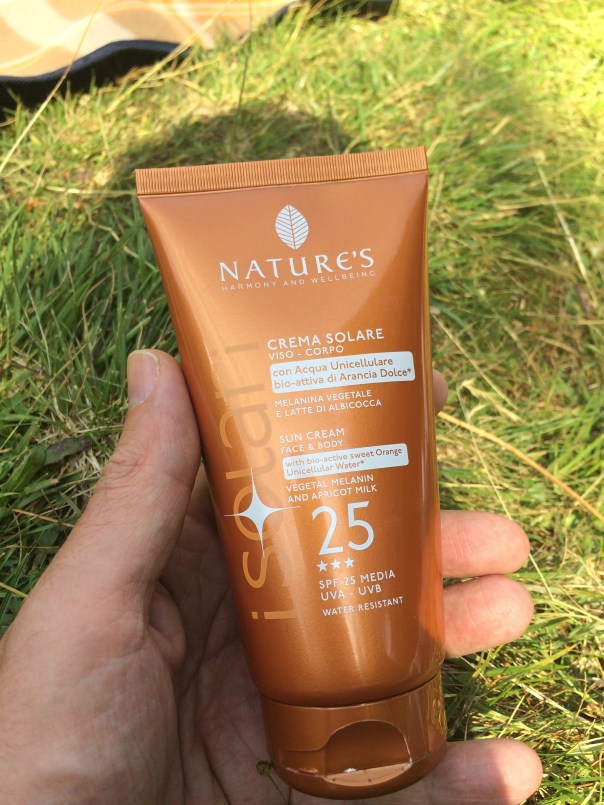 NATURE'S
HARMONY AND WELLBEING
i solari
CREMA SOLARE
VISO - CORPO
con Acqua Unicellulare
bio-attiva di Arancia Dolce*
MELANINA VEGETALE
E LATTE DI ALBICOCCA
SUN CREAM
FACE & BODY
with bio-active sweet Orange
Unicellular Water*
VEGETAL MELANIN
AND APRICOT MILK
25
SPF 25 MEDIA
UVA - UVB
WATER RESISTANT